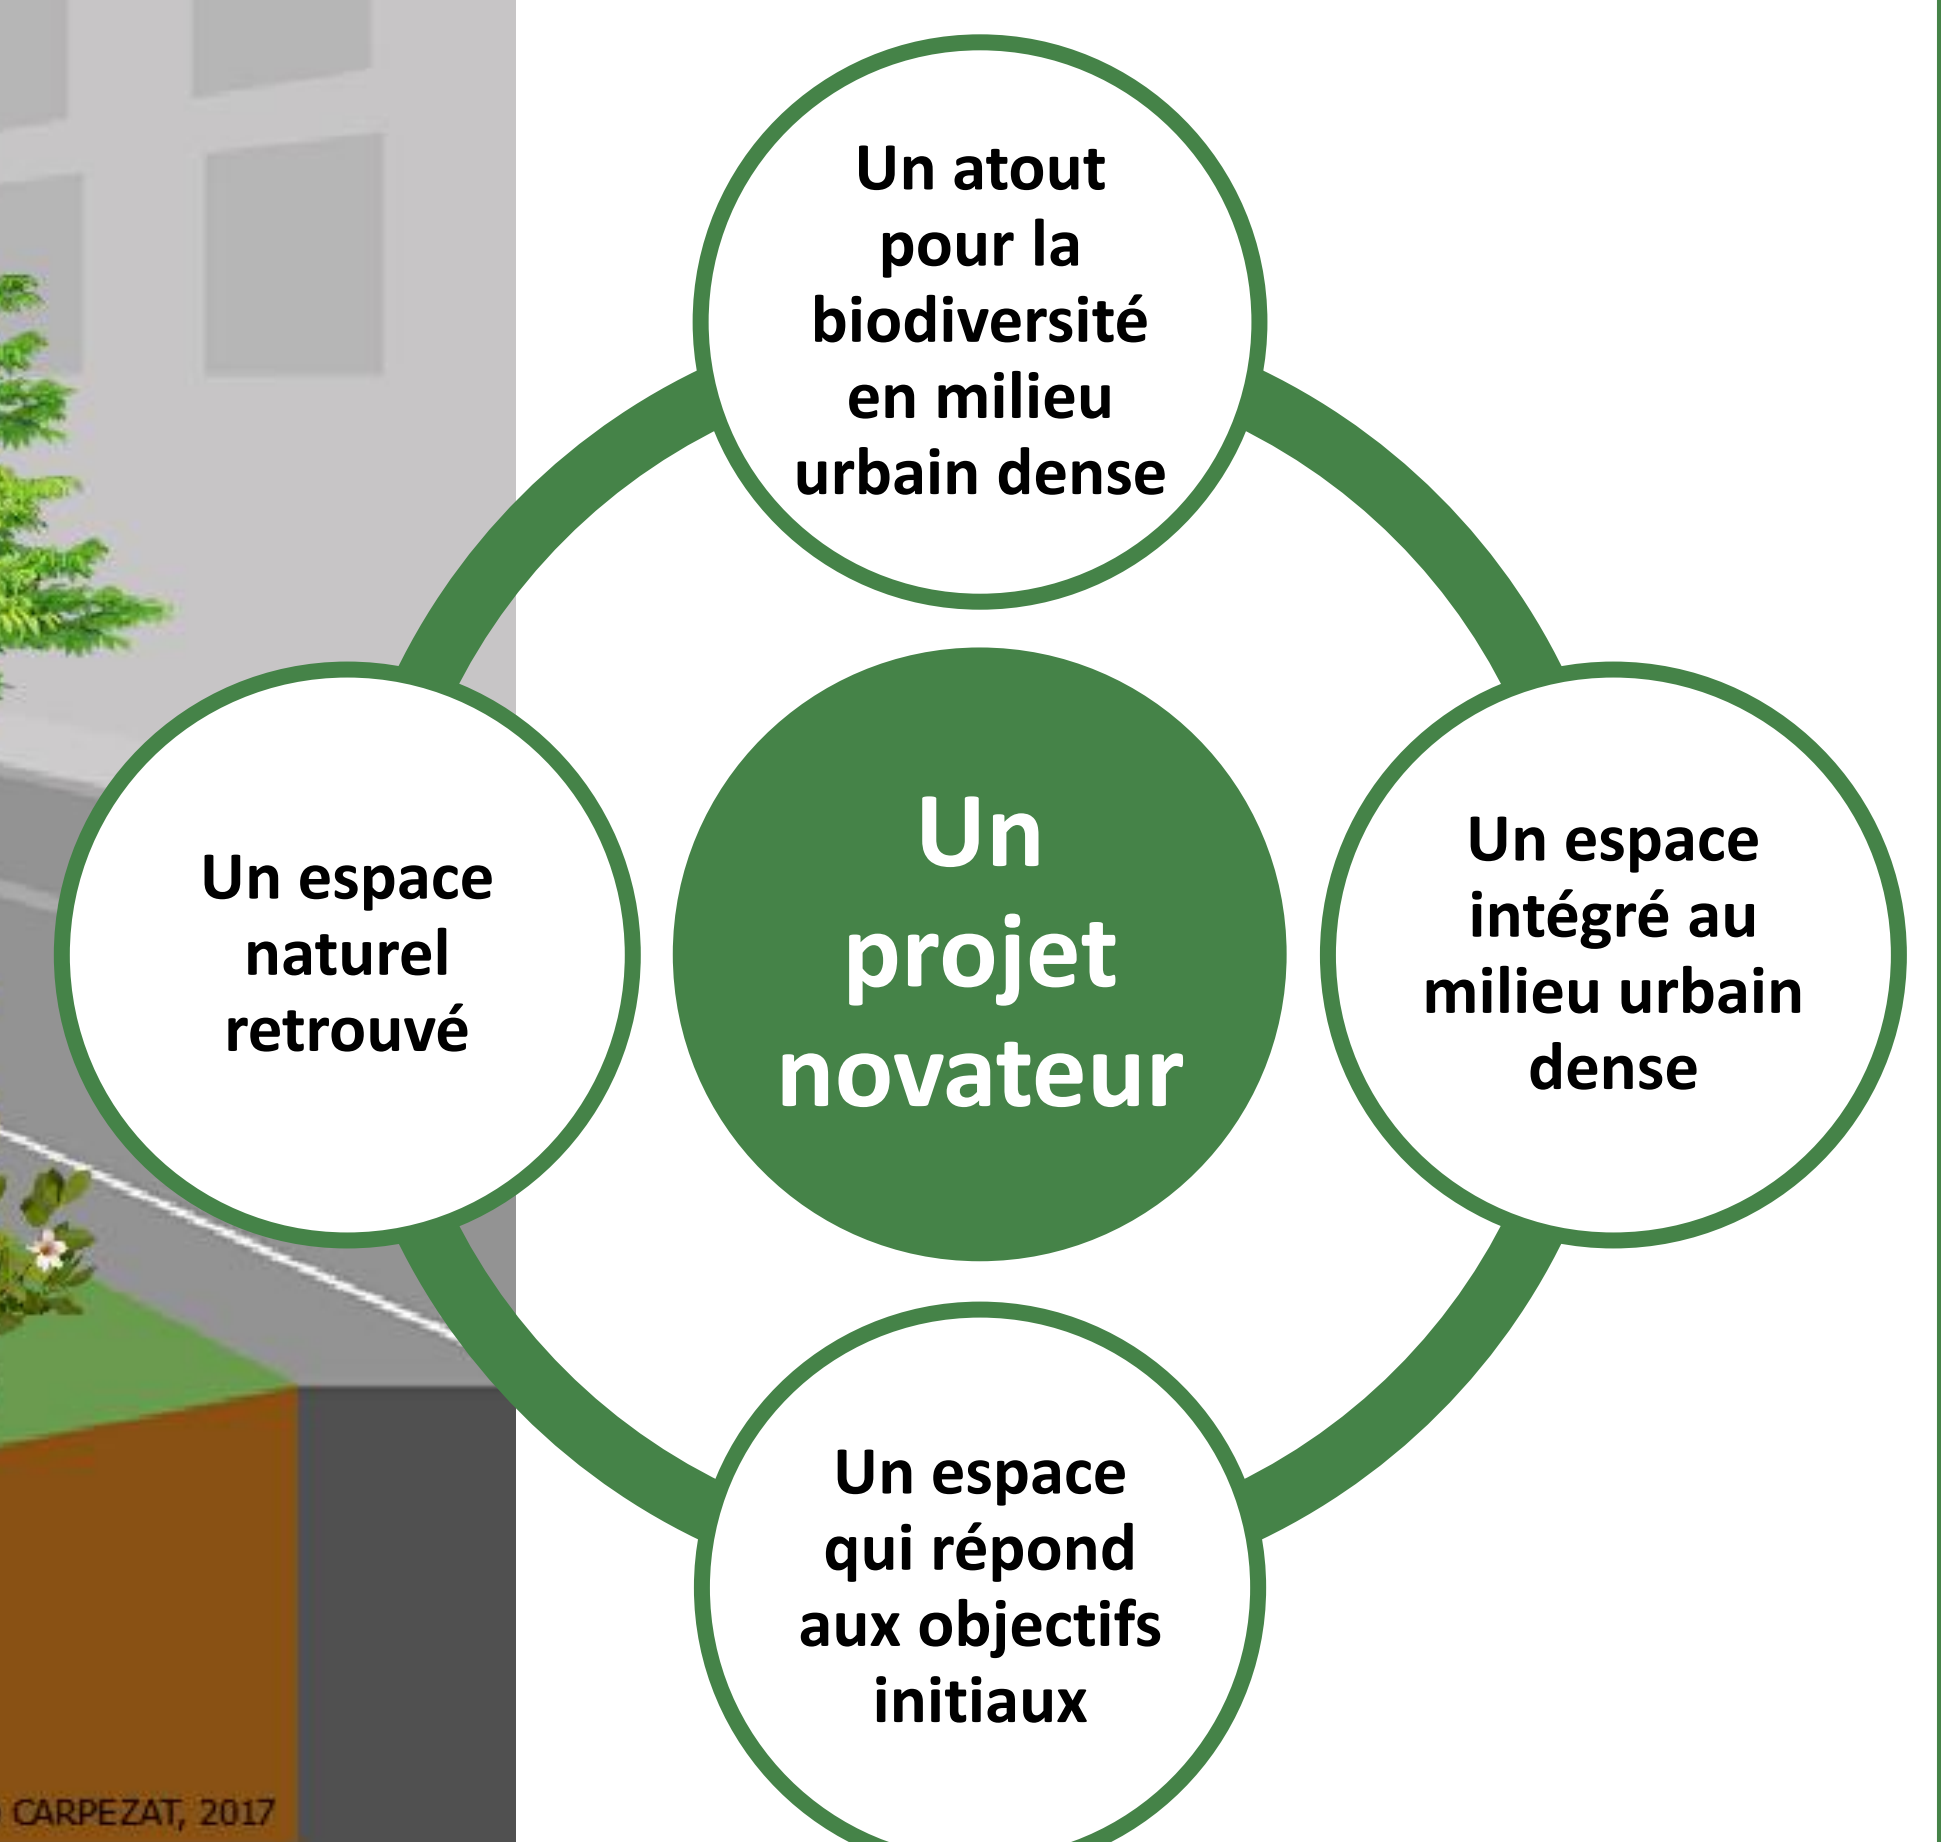 Un atout
pour la
biodiversité
en milieu
urbain dense
Un espace
naturel
retrouvé
Un
projet
novateur
Un espace
intégré au
milieu urbain
dense
Un espace
qui répond
aux objectifs
initiaux
CARPEZAT, 2017